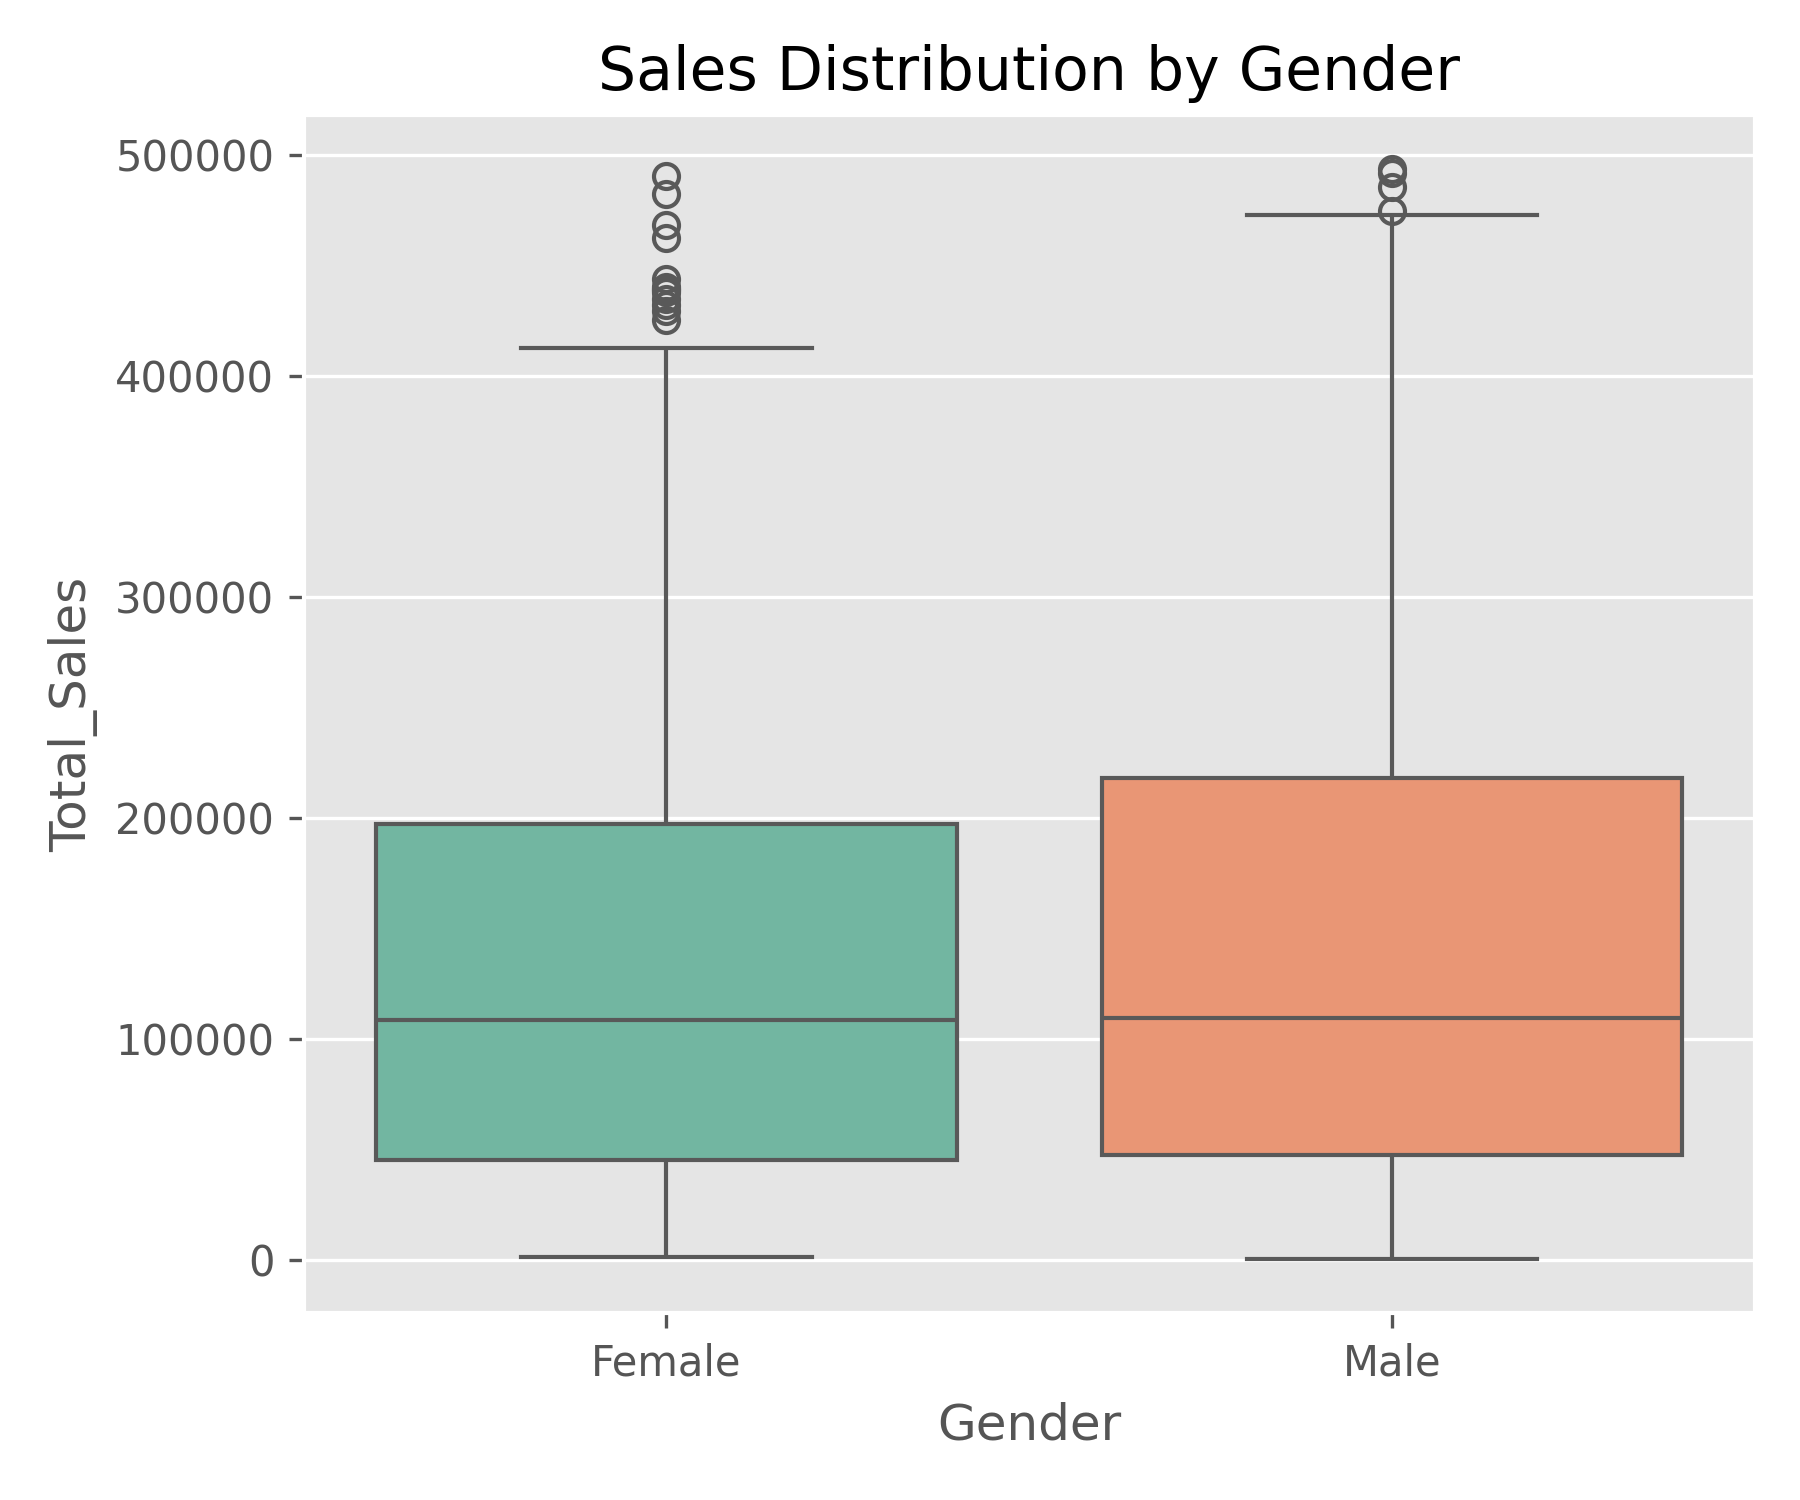 Sales Distribution by Gender
500000
400000
300000
200000
100000
0
Total_Sales
Female
Male
Gender